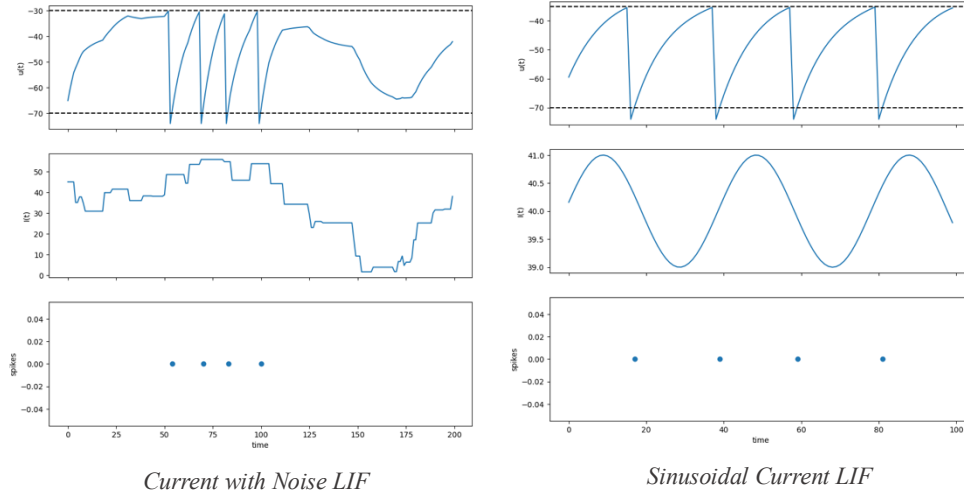 −30
−40
−50
−60
−70
u(t)
50
40
30
20
10
0
I(t)
0.04
0.02
0.00
−0.02
−0.04
spikes
0 25 50 75 100 125 150 175 200
time
Current with Noise LIF
−40
−50
−60
−70
u(t)
41.0
40.5
40.0
39.5
39.0
I(t)
0.04
0.02
0.00
−0.02
−0.04
spikes
0 20 40 60 80 100
time
Sinusoidal Current LIF